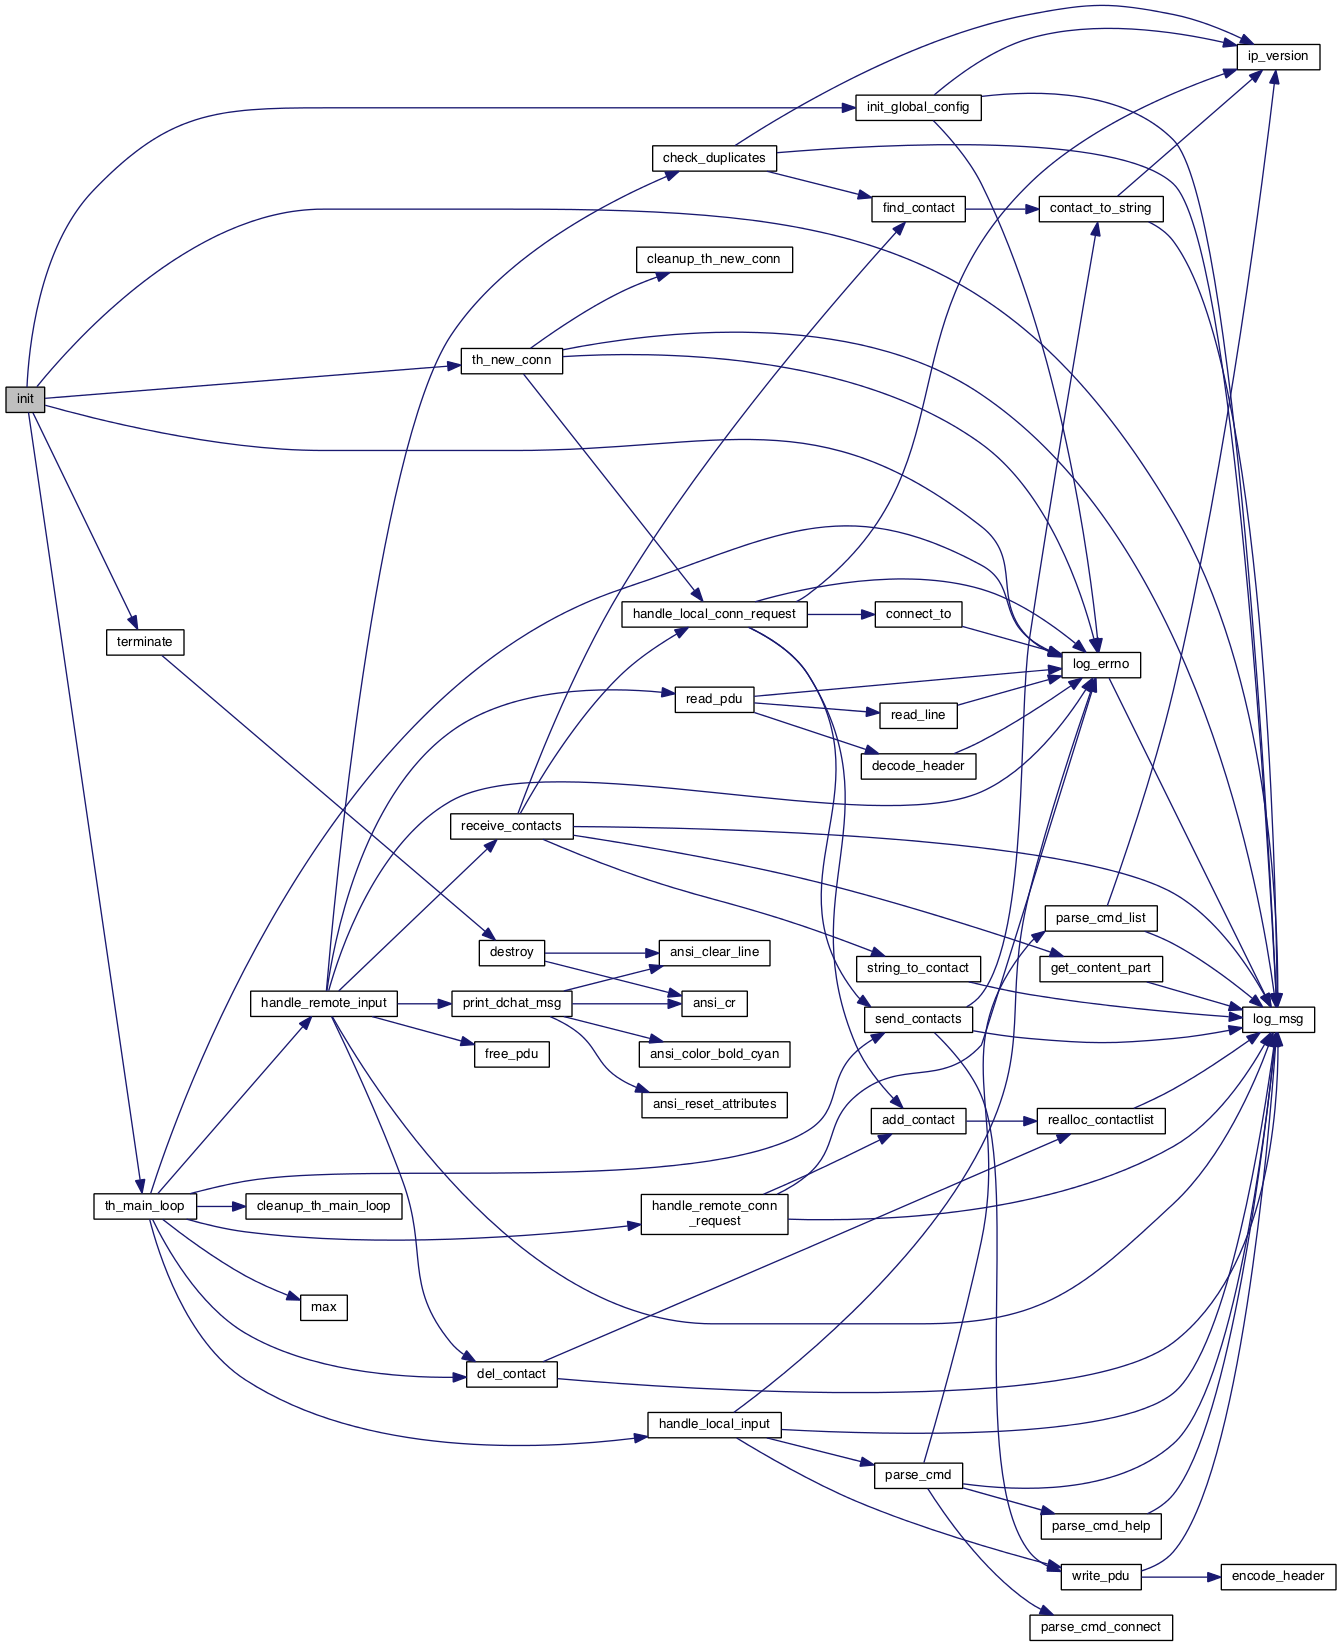 ip_version
init_global_config
check_duplicates
find_contact
contact_to_string
cleanup_th_new_conn
th_new_conn
init
handle_local_conn_request
connect_to
terminate
log_errno
read_pdu
read_line
decode_header
receive_contacts
parse_cmd_list
destroy
ansi_clear_line
string_to_contact
get_content_part
handle_remote_input
print_dchat_msg
ansi_cr
send_contacts
log_msg
free_pdu
ansi_color_bold_cyan
ansi_reset_attributes
add_contact
realloc_contactlist
th_main_loop
cleanup_th_main_loop
handle_remote_conn
_request
max
del_contact
handle_local_input
parse_cmd
parse_cmd_help
write_pdu
encode_header
parse_cmd_connect